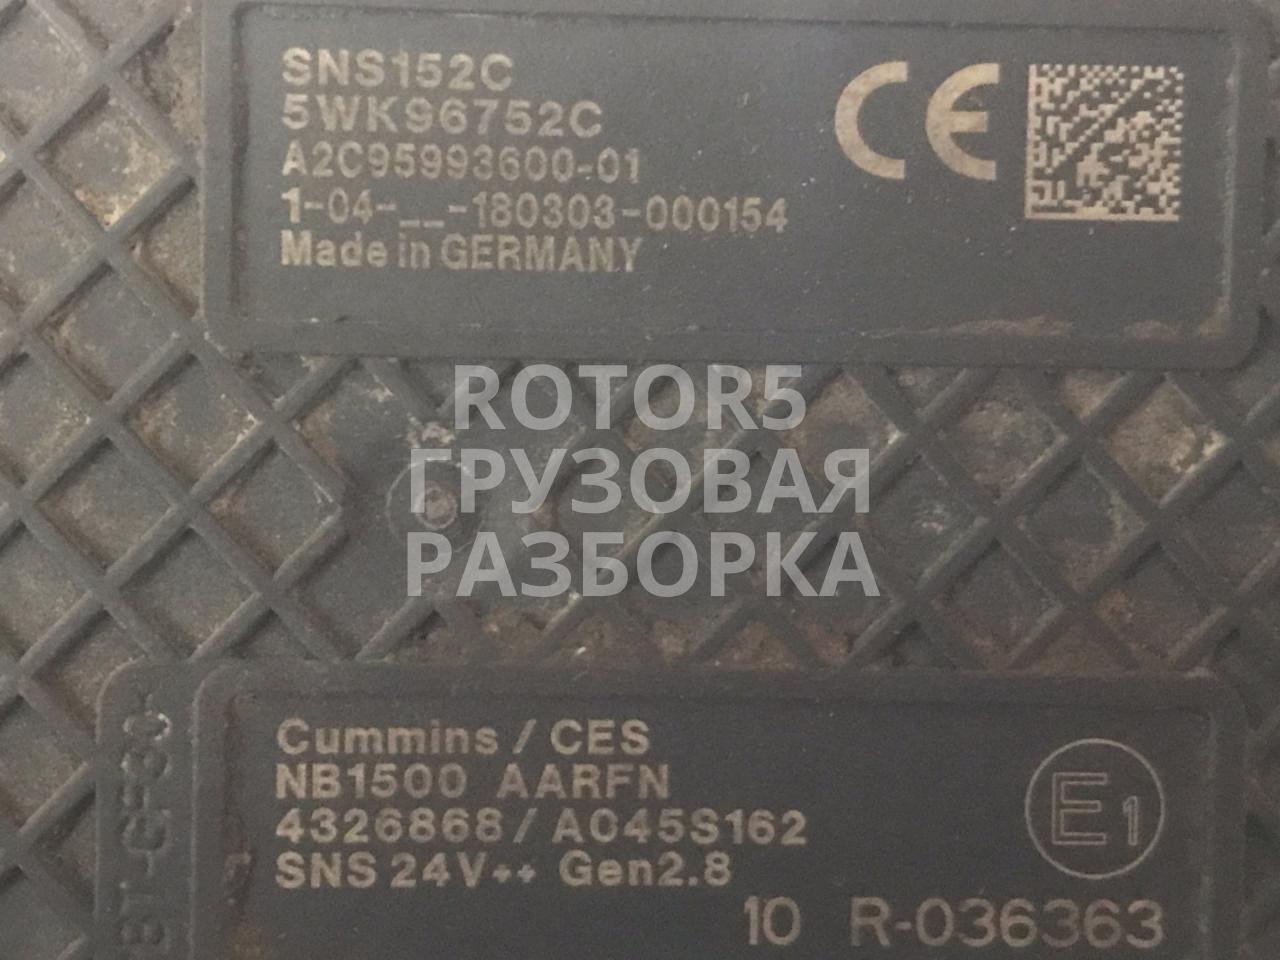 SNS152C
5WK96752C
A2C95993600-01
1-04-__-180303-000154
Made in GERMANY
CE
ROTOR5
ГРУЗОВАЯ
РАЗБОРКА
Cummins / CES
NB1500 AARFN
4326868/A045S162
SNS 24V++ Gen2.8
E1
10 R-036363